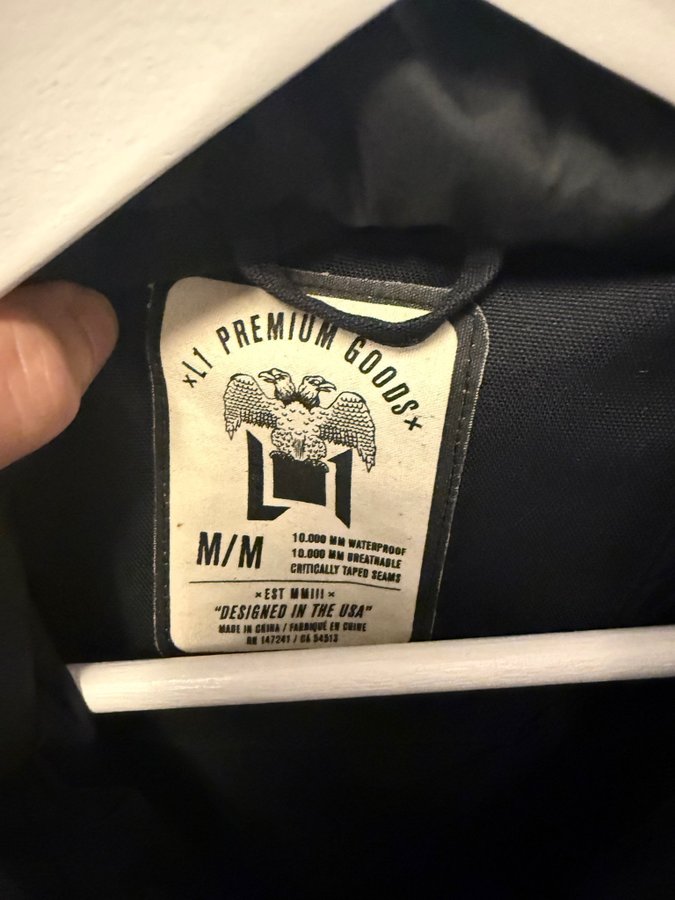 ×L1 PREMIUM GOODS×
L1
M/M
10.000 MM WATERPROOF
10.000 MM BREATHABLE
CRITICALLY TAPED SEAMS
×EST MMIII×
"DESIGNED IN THE USA"
MADE IN CHINA / FABRIQUÉ EN CHINE
RN 147241 / CA 54513